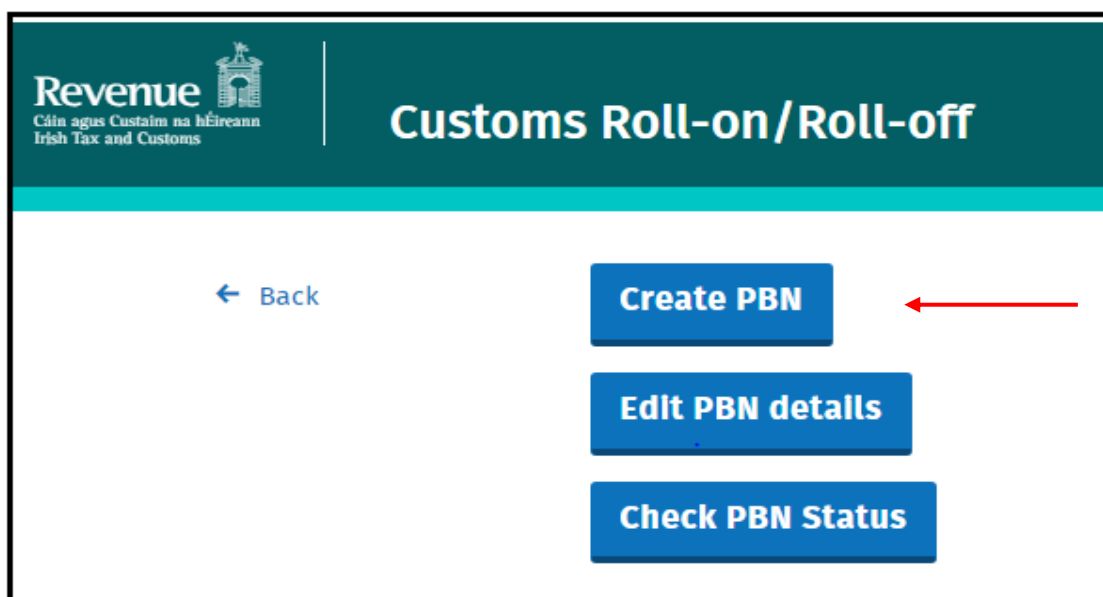 Revenue
Cáin agus Custaim na hÉireann
Irish Tax and Customs
Customs Roll-on/Roll-off
← Back
Create PBN
Edit PBN details
Check PBN Status